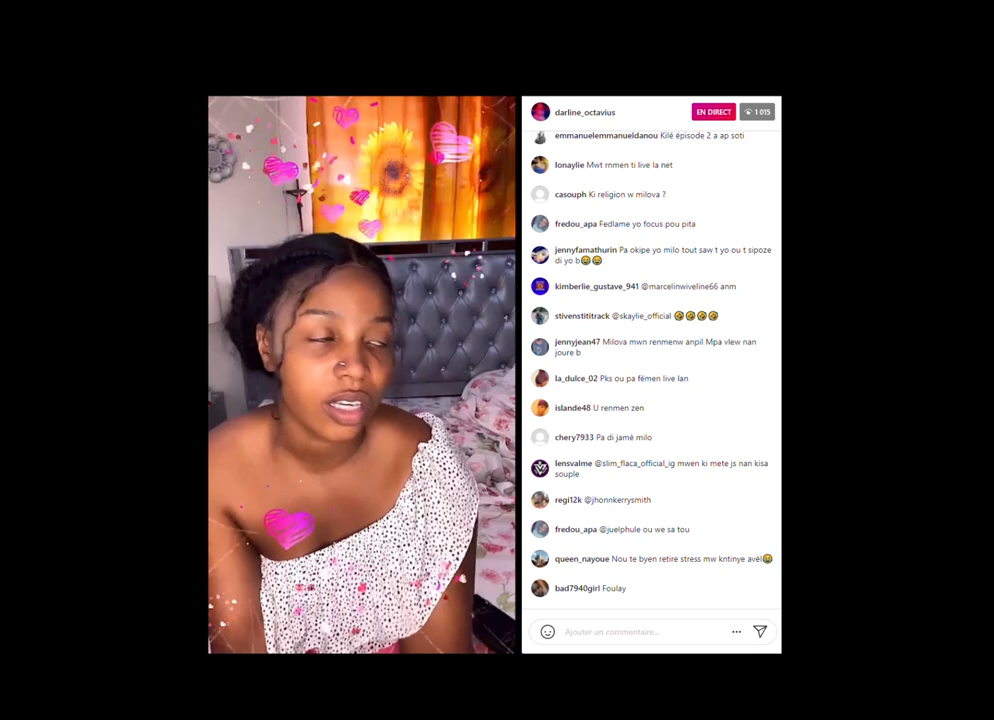 darline_octavius
EN DIRECT
1 015
emmanuelemmanueldanou Kilé épisode 2 a ap soti
lonaylie Mwt rnmen ti live la net
casouph Ki religion w milova ?
fredou_apa Fedlame yo focus pou pita
jennyfamathurin Pa okipe yo milo tout saw t yo ou t sipoze
di yo b😂😂
kimberlie_gustave_941 @marcelinwiveline66 anm
stivenstititrack @skaylie_official 🤣🤣🤣🤣
jennyjean47 Milova mwn renmenw anpil Mpa vlew nan
joure b
la_dulce_02 Pks ou pa fémen live lan
islande48 U renmen zen
chery7933 Pa di jamè milo
lensvalme @slim_flaca_official_ig mwen ki mete js nan kisa
souple
regi12k @jhonnkerrysmith
fredou_apa @juelphule ou we sa tou
queen_nayoue Nou te byen retire stress mw kntinye avèl😂
bad7940girl Foulay
Ajouter un commentaire...